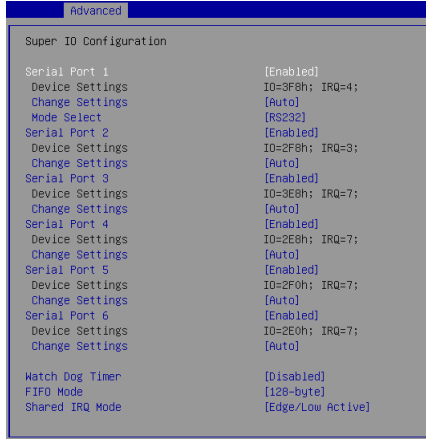 Advanced
Super IO Configuration
Serial Port 1 [Enabled]
Device Settings IO=3F8h; IRQ=4;
Change Settings [Auto]
Mode Select [RS232]
Serial Port 2 [Enabled]
Device Settings IO=2F8h; IRQ=3;
Change Settings [Auto]
Serial Port 3 [Enabled]
Device Settings IO=3E8h; IRQ=7;
Change Settings [Auto]
Serial Port 4 [Enabled]
Device Settings IO=2E8h; IRQ=7;
Change Settings [Auto]
Serial Port 5 [Enabled]
Device Settings IO=2F0h; IRQ=7;
Change Settings [Auto]
Serial Port 6 [Enabled]
Device Settings IO=2E0h; IRQ=7;
Change Settings [Auto]
Watch Dog Timer [Disabled]
FIFO Mode [128-byte]
Shared IRQ Mode [Edge/Low Active]